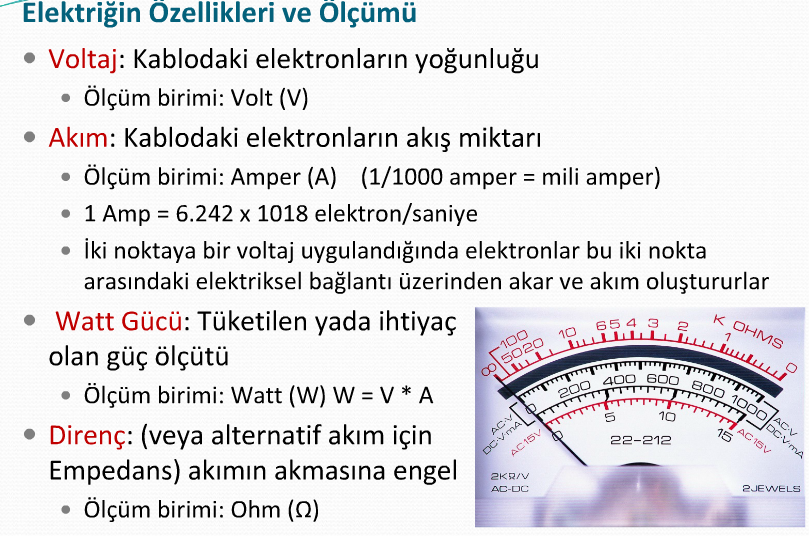 Elektriğin Özellikleri ve Ölçümü
• Voltaj: Kablodaki elektronların yoğunluğu
• Ölçüm birimi: Volt (V)
• Akım: Kablodaki elektronların akış miktarı
• Ölçüm birimi: Amper (A) (1/1000 amper = mili amper)
• 1 Amp = 6.242 x 1018 elektron/saniye
• İki noktaya bir voltaj uygulandığında elektronlar bu iki nokta
arasındaki elektriksel bağlantı üzerinden akar ve akım oluştururlar
• Watt Gücü: Tüketilen yada ihtiyaç
olan güç ölçütü
• Ölçüm birimi: Watt (W) W = V * A
• Direnç: (veya alternatif akım için
Empedans) akımın akmasına engel
• Ölçüm birimi: Ohm (Ω)
∞ 100 50 20 10 6 5 4 3 2 1 0 K OHMS
0 200 400 600 800 1000
AC-V DC-V·mA AC-V DC-V·mA
AC15V 0 5 10 15 AC15V
22-212
2KΩ/V
AC-DC
2JEWELS